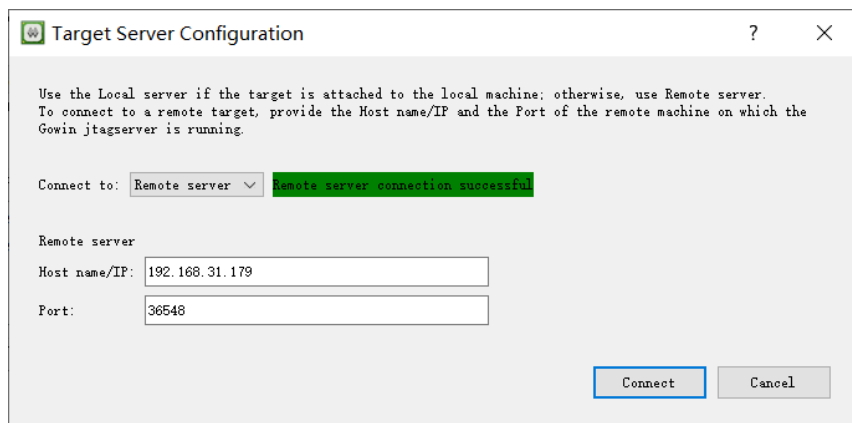 Target Server Configuration
Use the Local server if the target is attached to the local machine; otherwise, use Remote server.
To connect to a remote target, provide the Host name/IP and the Port of the remote machine on which the
Gowin jtagserver is running.
Connect to: Remote server Remote server connection successful
Remote server
Host name/IP: 192.168.31.179
Port: 36548
Connect Cancel